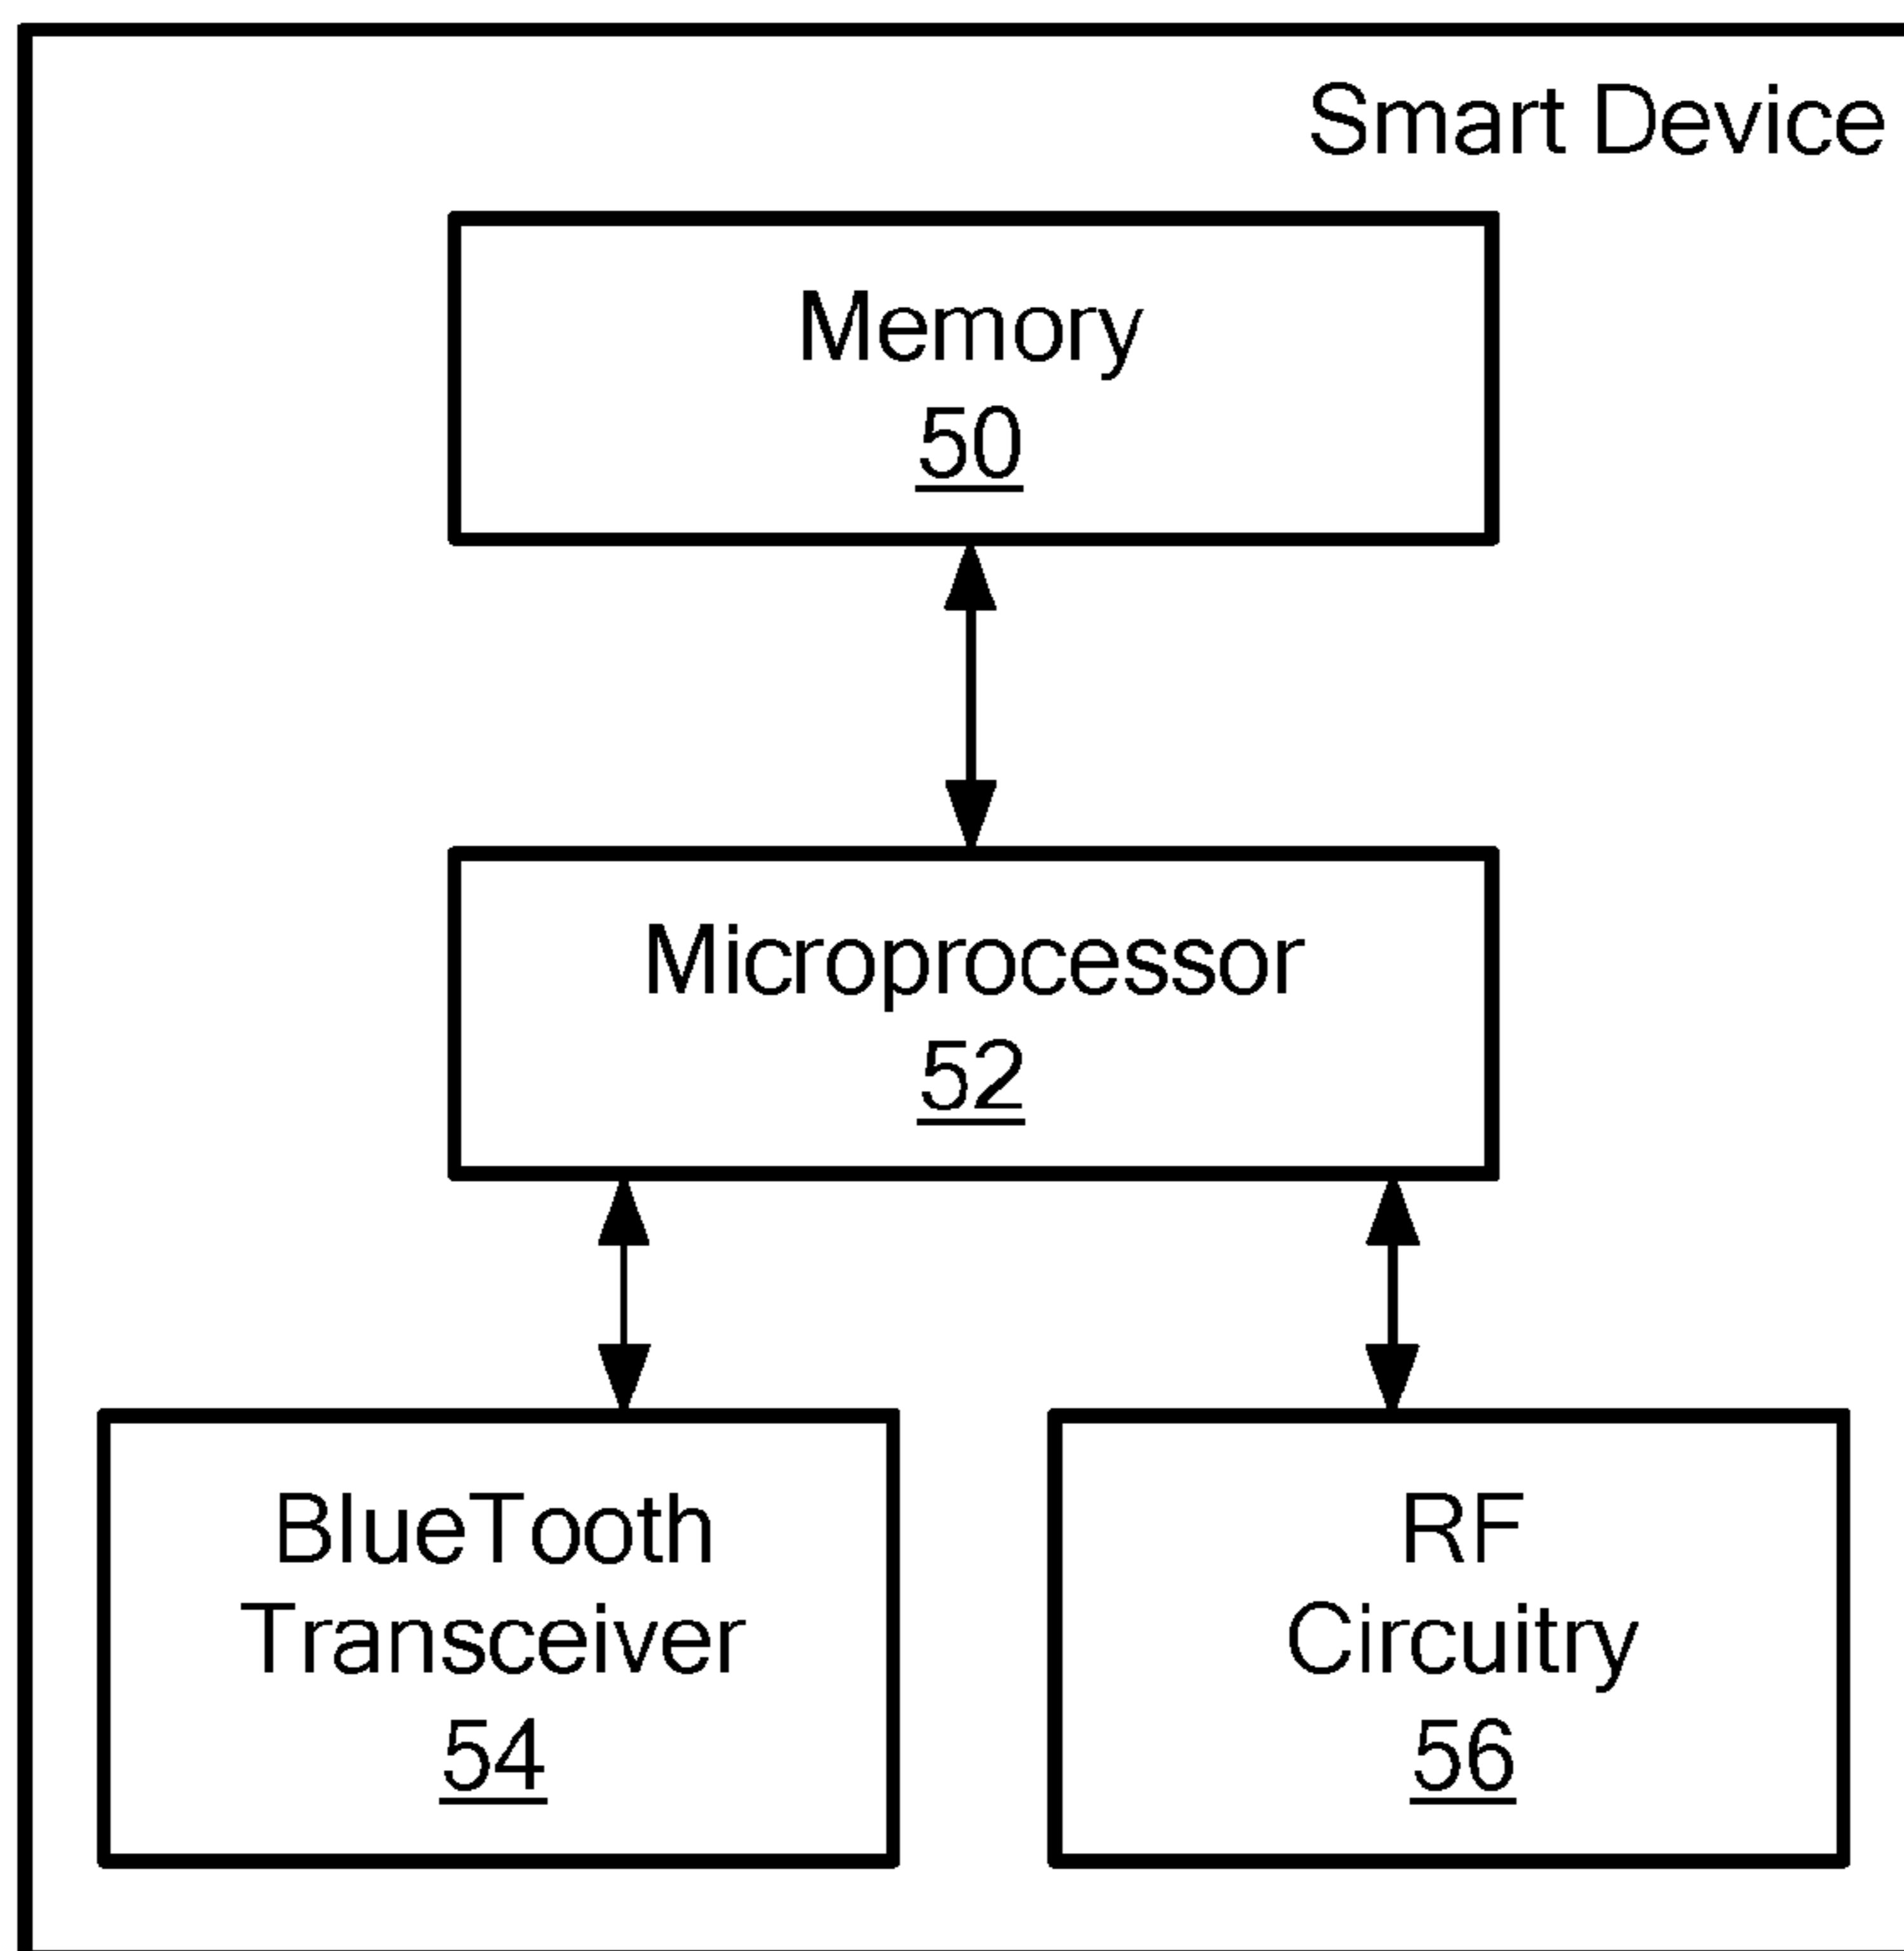 Smart Device
Memory
50
Microprocessor
52
BlueTooth
Transceiver
54
RF
Circuitry
56